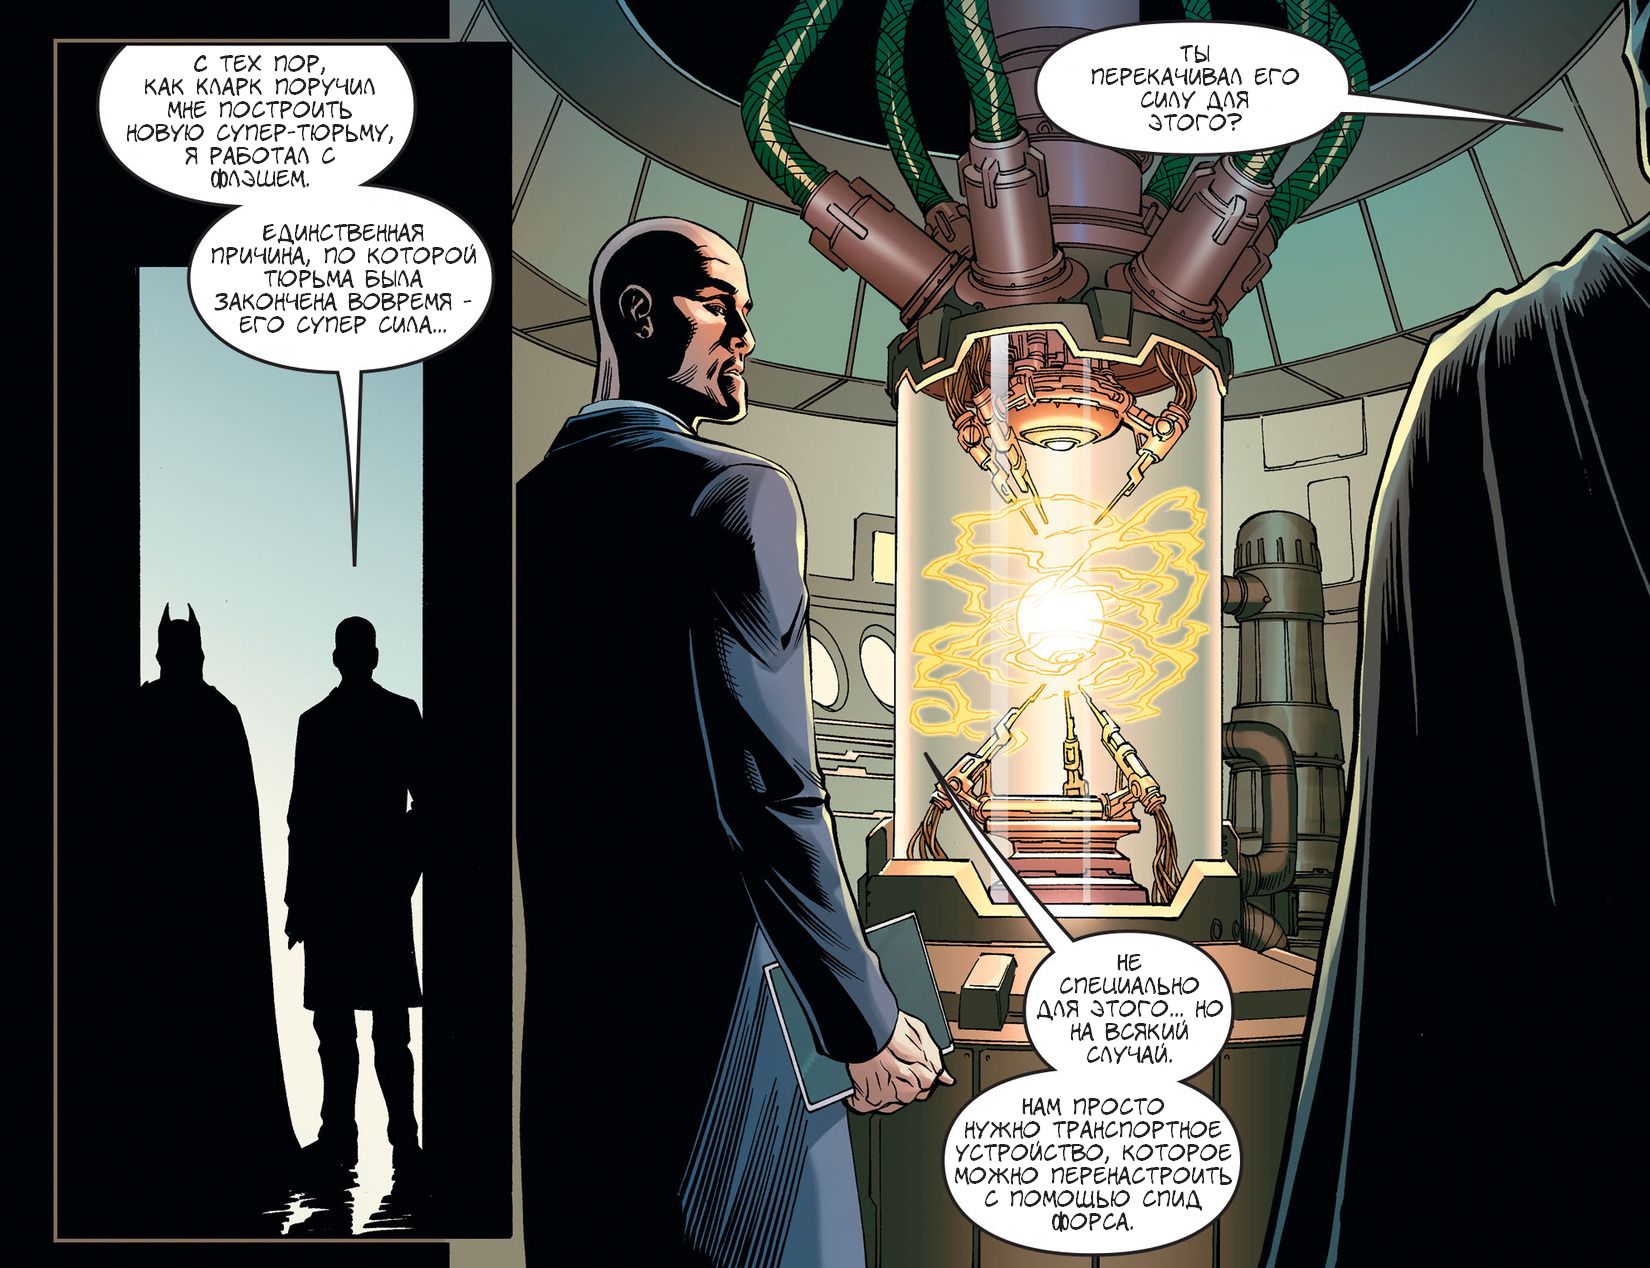 С ТЕХ ПОР,
КАК КЛАРК ПОРУЧИЛ
МНЕ ПОСТРОИТЬ
НОВУЮ СУПЕР-ТЮРЬМУ,
Я РАБОТАЛ С
ФЛЭШЕМ.
ЕДИНСТВЕННАЯ
ПРИЧИНА, ПО КОТОРОЙ
ТЮРЬМА БЫЛА
ЗАКОНЧЕНА ВОВРЕМЯ -
ЕГО СУПЕР СИЛА...
ТЫ
ПЕРЕКАЧИВАЛ ЕГО
СИЛУ ДЛЯ
ЭТОГО?
НЕ
СПЕЦИАЛЬНО
ДЛЯ ЭТОГО... НО
НА ВСЯКИЙ
СЛУЧАЙ.
НАМ ПРОСТО
НУЖНО ТРАНСПОРТНОЕ
УСТРОЙСТВО, КОТОРОЕ
МОЖНО ПЕРЕНАСТРОИТЬ
С ПОМОЩЬЮ СПИД
ФОРСА.